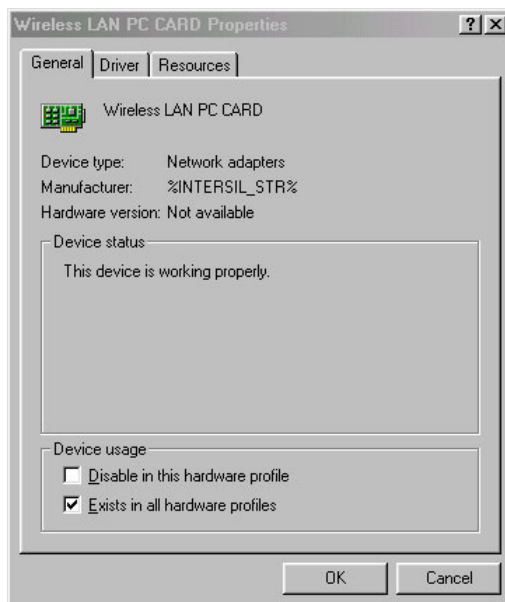 Wireless LAN PC CARD Properties
General Driver Resources
Wireless LAN PC CARD
Device type: Network adapters
Manufacturer: %INTERSIL_STR%
Hardware version: Not available
Device status
This device is working properly.
Device usage
Disable in this hardware profile
Exists in all hardware profiles
OK Cancel